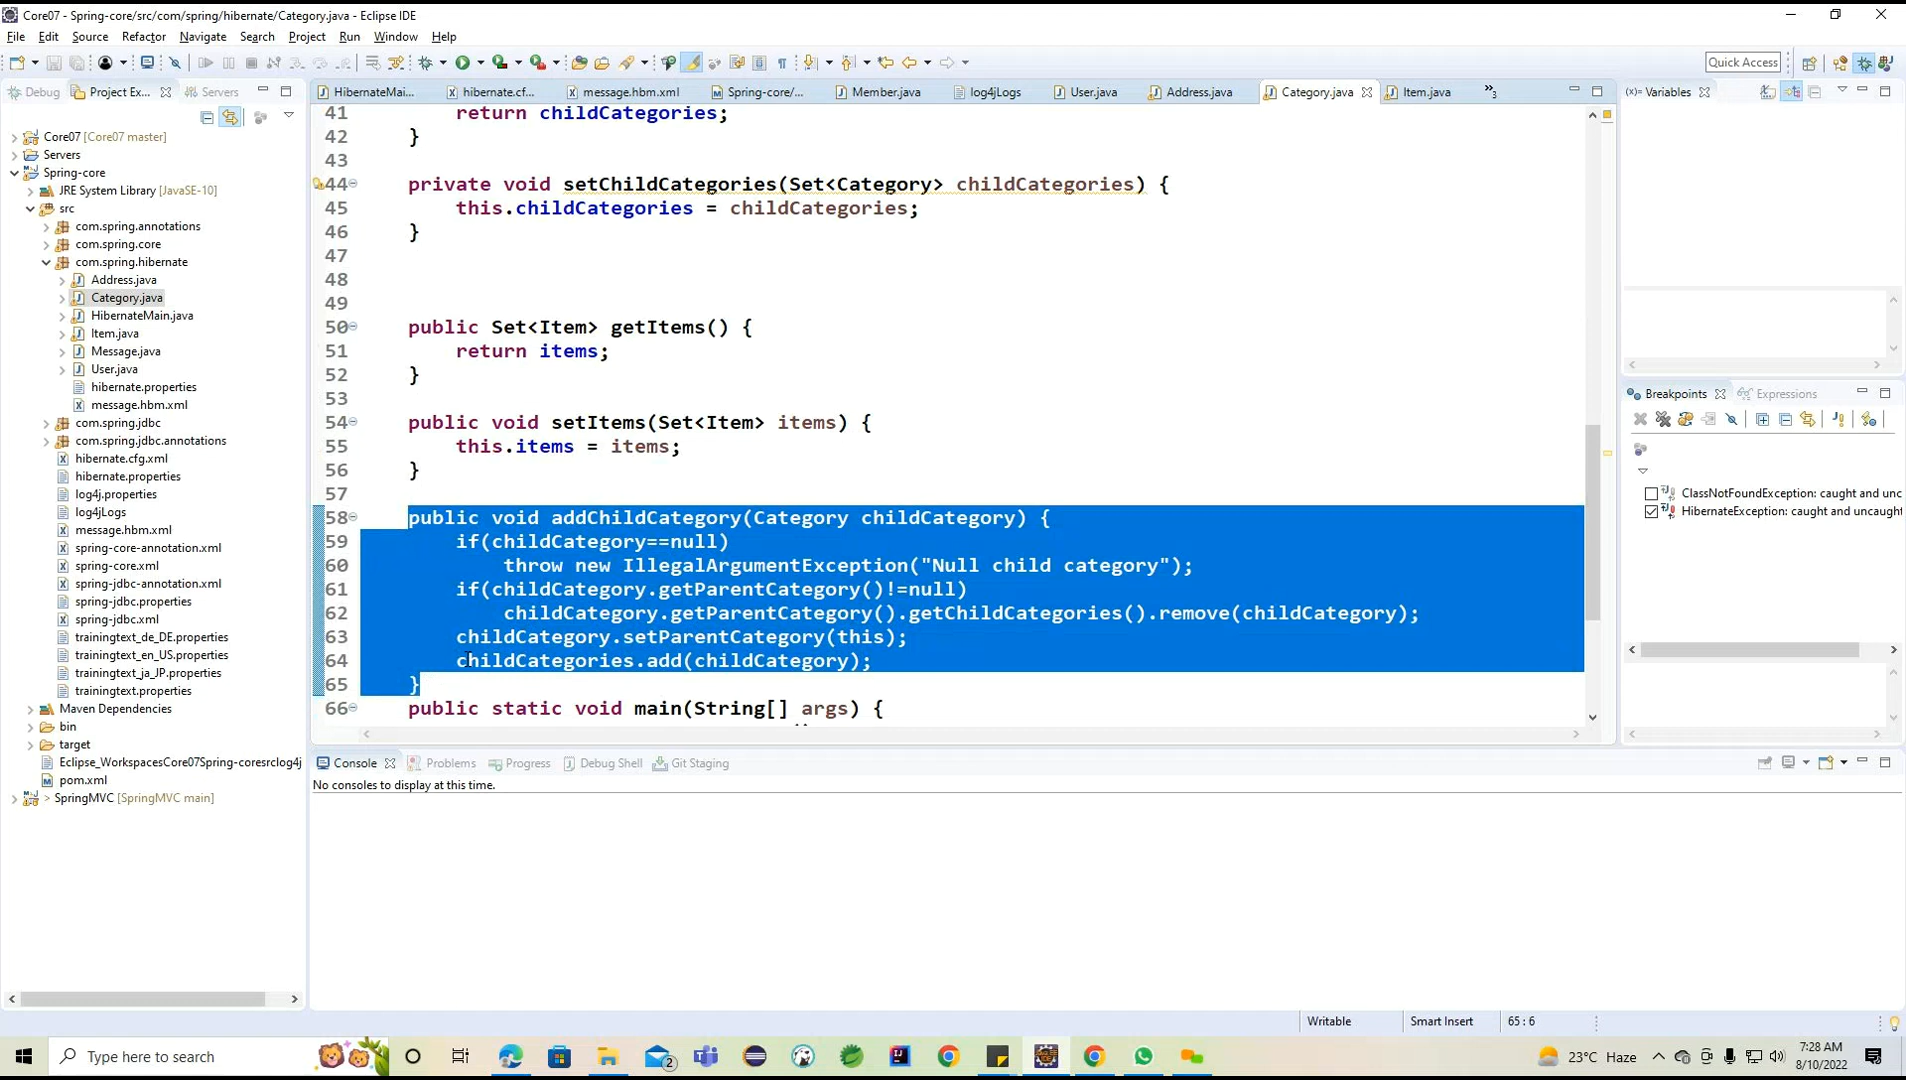 Core07 - Spring-core/src/com/spring/hibernate/Category.java - Eclipse IDE
File Edit Source Refactor Navigate Search Project Run Window Help
Quick Access
Debug Project Ex... Servers
Core07 [Core07 master]
Servers
Spring-core
JRE System Library [JavaSE-10]
src
com.spring.annotations
com.spring.core
com.spring.hibernate
Address.java
Category.java
HibernateMain.java
Item.java
Message.java
User.java
hibernate.properties
message.hbm.xml
com.spring.jdbc
com.spring.jdbc.annotations
hibernate.cfg.xml
hibernate.properties
log4j.properties
log4jLogs
message.hbm.xml
spring-core-annotation.xml
spring-core.xml
spring-jdbc-annotation.xml
spring-jdbc.properties
spring-jdbc.xml
trainingtext_de_DE.properties
trainingtext_en_US.properties
trainingtext_ja_JP.properties
trainingtext.properties
Maven Dependencies
bin
target
Eclipse_WorkspacesCore07Spring-coresrclog4j
pom.xml
> SpringMVC [SpringMVC main]
HibernateMai... hibernate.cf... message.hbm.xml Spring-core/... Member.java log4jLogs User.java Address.java Category.java Item.java »3
41 return childCategories;
42 }
43
44 private void setChildCategories(Set<Category> childCategories) {
45 this.childCategories = childCategories;
46 }
47
48
49
50 public Set<Item> getItems() {
51 return items;
52 }
53
54 public void setItems(Set<Item> items) {
55 this.items = items;
56 }
57
58 public void addChildCategory(Category childCategory) {
59 if(childCategory==null)
60 throw new IllegalArgumentException("Null child category");
61 if(childCategory.getParentCategory()!=null)
62 childCategory.getParentCategory().getChildCategories().remove(childCategory);
63 childCategory.setParentCategory(this);
64 childCategories.add(childCategory);
65 }
66 public static void main(String[] args) {
(x)= Variables
Breakpoints Expressions
ClassNotFoundException: caught and unc
HibernateException: caught and uncaught
Console Problems Progress Debug Shell Git Staging
No consoles to display at this time.
Writable Smart Insert 65 : 6
Type here to search
2
23°C Haze
7:28 AM
8/10/2022